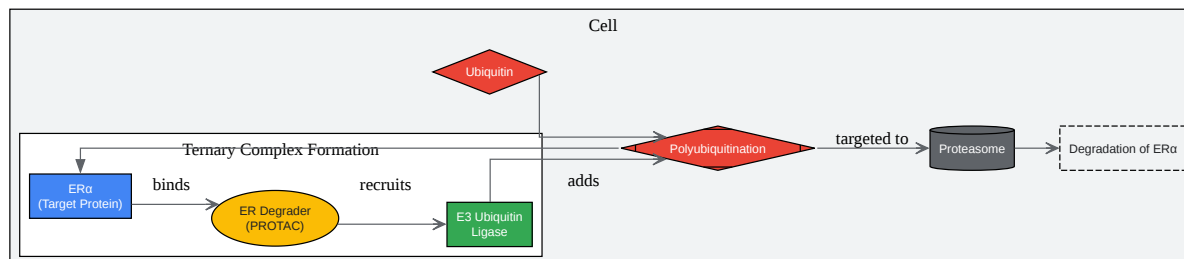 Cell
Ubiquitin
Ternary Complex Formation
Polyubiquitination
targeted to
Proteasome
Degradation of ERα
ERα
(Target Protein)
binds
ER Degrader
(PROTAC)
recruits
E3 Ubiquitin
Ligase
adds